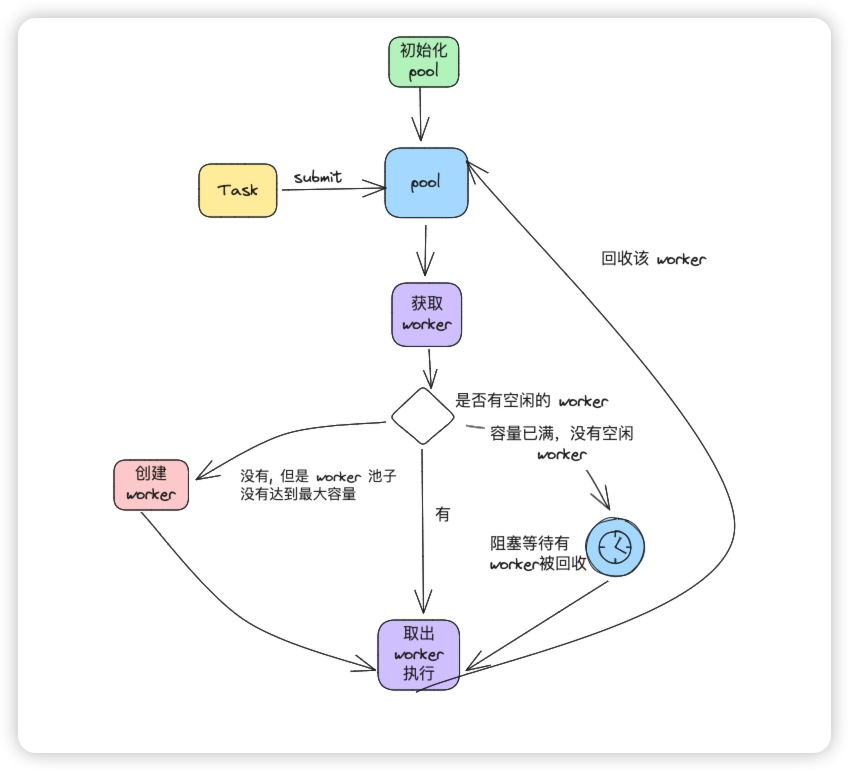 初始化
pool
Task
submit
pool
回收该 worker
获取
worker
是否有空闲的 worker
容量已满，没有空闲
worker
创建
worker
没有，但是 worker 池子
没有达到最大容量
有
阻塞等待有
worker被回收
取出
worker
执行